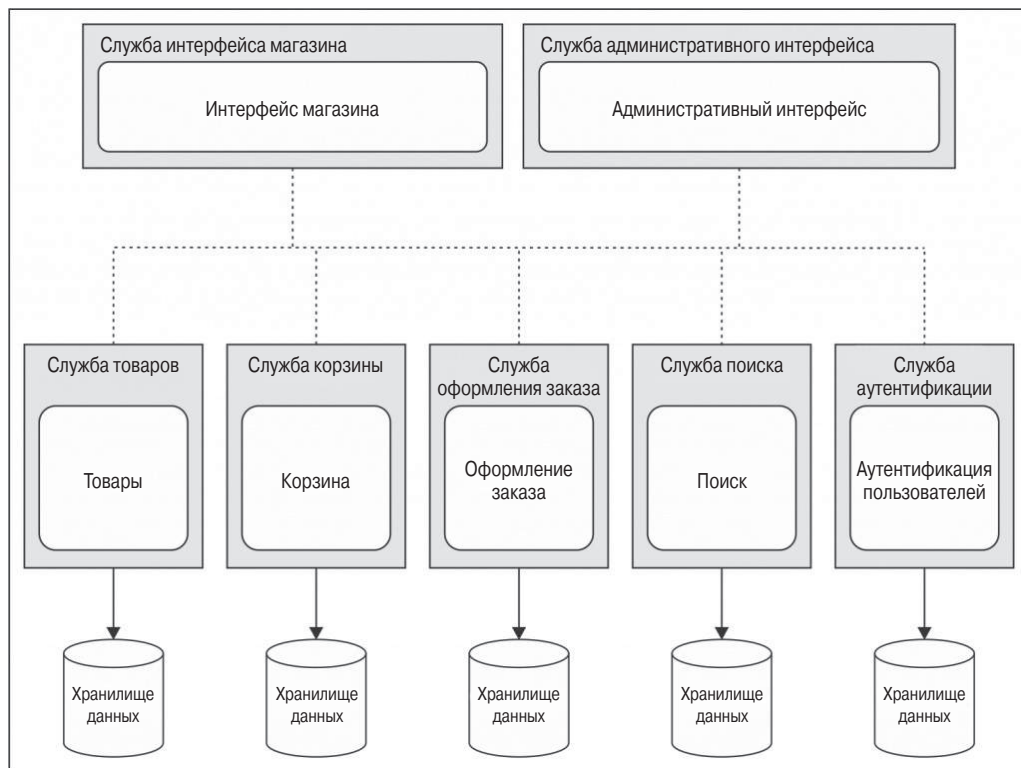 Служба интерфейса магазина
Интерфейс магазина
Служба административного интерфейса
Административный интерфейс
Служба товаров
Товары
Служба корзины
Корзина
Служба
оформления заказа
Оформление
заказа
Служба поиска
Поиск
Служба
аутентификации
Аутентификация
пользователей
Хранилище
данных
Хранилище
данных
Хранилище
данных
Хранилище
данных
Хранилище
данных